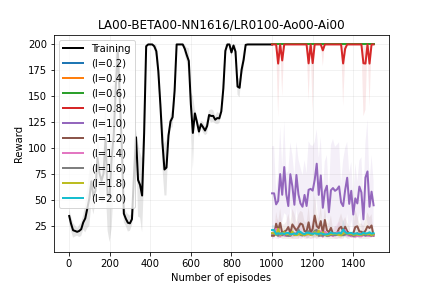 LA00-BETA00-NN1616/LR0100-Ao00-Ai00
Reward
200
175
150
125
100
75
50
25
Training
(l=0.2)
(l=0.4)
(l=0.6)
(l=0.8)
(l=1.0)
(l=1.2)
(l=1.4)
(l=1.6)
(l=1.8)
(l=2.0)
0 200 400 600 800 1000 1200 1400
Number of episodes